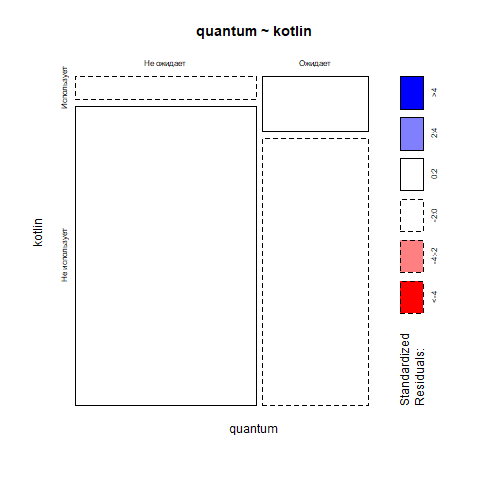 quantum ~ kotlin
Не ожидает
Ожидает
Использует
Не использует
kotlin
quantum
>4
2:4
0:2
-2:0
-4:-2
<-4
Standardized
Residuals: